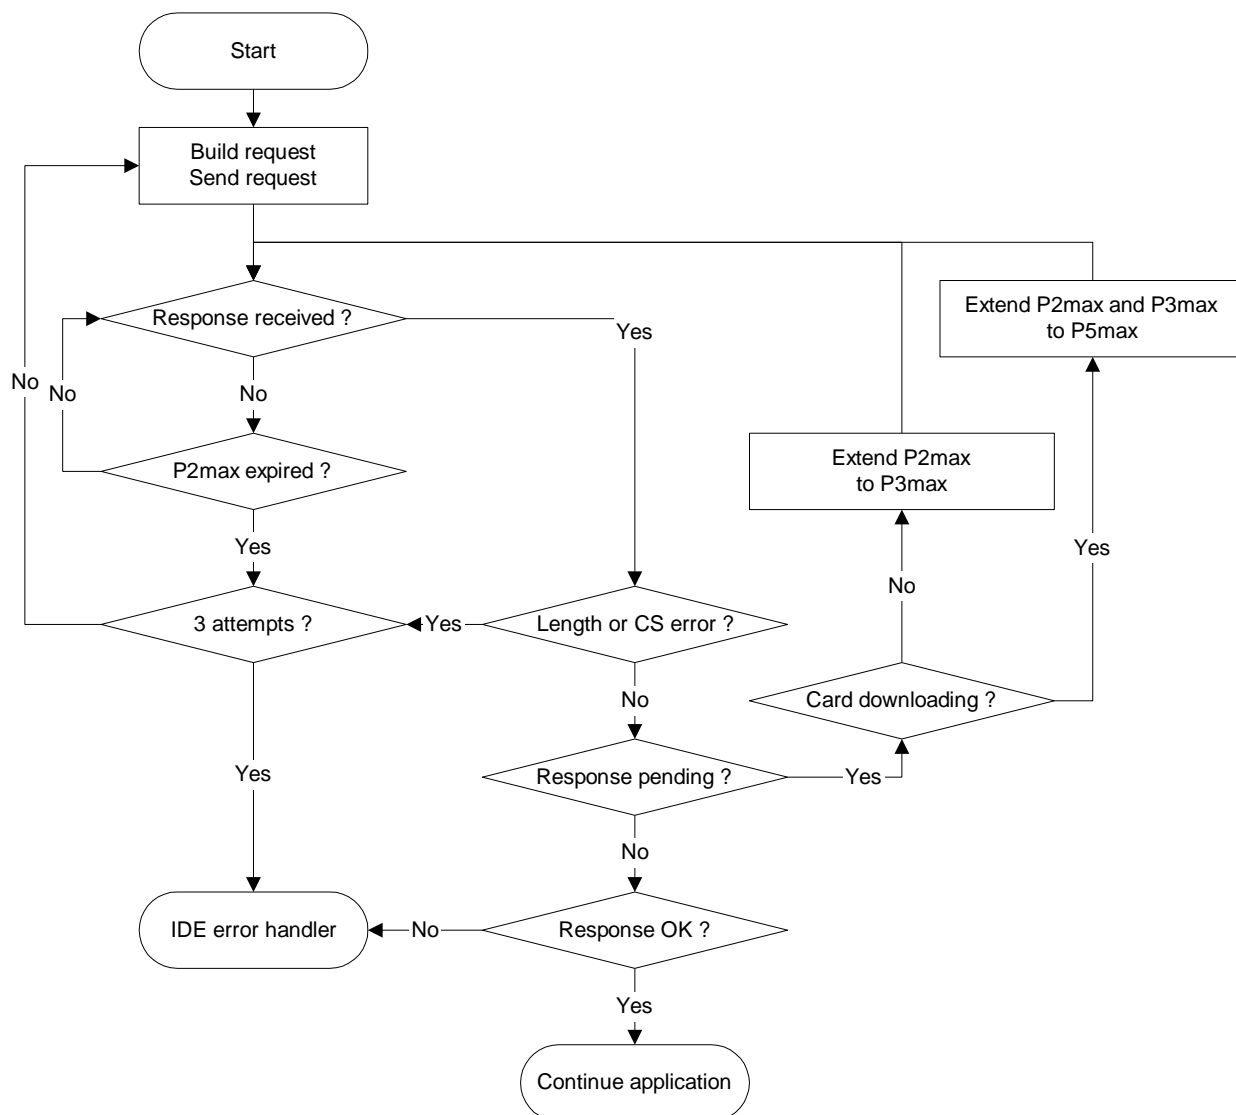 Start
Build request
Send request
Response received ?
Yes
Extend P2max and P3max
to P5max
No
No
No
P2max expired ?
Extend P2max
to P3max
Yes
Yes
No
3 attempts ?
Yes
Length or CS error ?
No
Card downloading ?
Yes
Response pending ?
Yes
No
IDE error handler
No
Response OK ?
Yes
Continue application